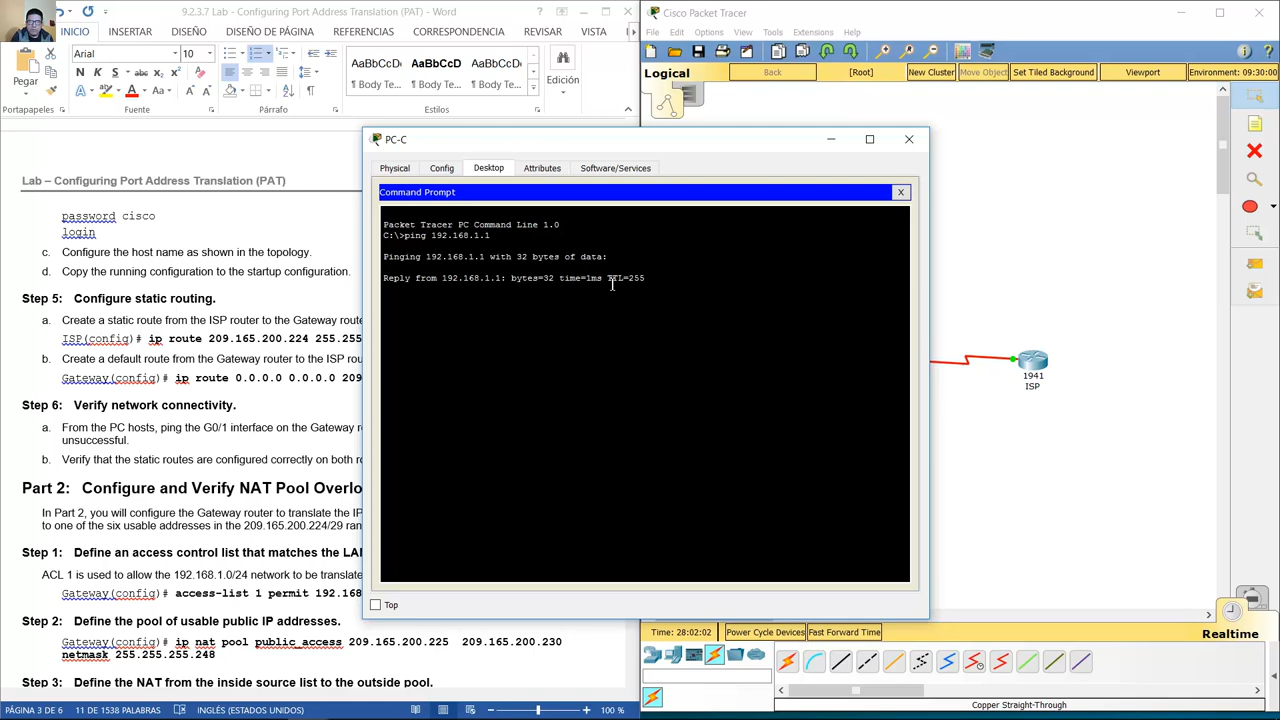 9.2.3.7 Lab - Configuring Port Address Translation (PAT) - Word
INICIO INSERTAR DISEÑO DISEÑO DE PÁGINA REFERENCIAS CORRESPONDENCIA REVISAR VISTA
Pegar
Arial 10
N K S abc x₂ x²
AaBbCcDd AaBbCcD AaBbCcDd
¶ Body Te... ¶ Body Te... ¶ Body Te...
Edición
Portapapeles Fuente Párrafo Estilos
Lab – Configuring Port Address Translation (PAT)
password cisco
login
c. Configure the host name as shown in the topology.
d. Copy the running configuration to the startup configuration.
Step 5: Configure static routing.
a. Create a static route from the ISP router to the Gateway route
ISP(config)# ip route 209.165.200.224 255.255
b. Create a default route from the Gateway router to the ISP rou
Gateway(config)# ip route 0.0.0.0 0.0.0.0 209
Step 6: Verify network connectivity.
a. From the PC hosts, ping the G0/1 interface on the Gateway r
unsuccessful.
b. Verify that the static routes are configured correctly on both ro
Part 2: Configure and Verify NAT Pool Overlo
In Part 2, you will configure the Gateway router to translate the IP
to one of the six usable addresses in the 209.165.200.224/29 ran
Step 1: Define an access control list that matches the LAN
ACL 1 is used to allow the 192.168.1.0/24 network to be translate
Gateway(config)# access-list 1 permit 192.168
Step 2: Define the pool of usable public IP addresses.
Gateway(config)# ip nat pool public_access 209.165.200.225 209.165.200.230
netmask 255.255.255.248
Step 3: Define the NAT from the inside source list to the outside pool.
PÁGINA 3 DE 6 11 DE 1538 PALABRAS INGLÉS (ESTADOS UNIDOS) 100 %
Cisco Packet Tracer
File Edit Options View Tools Extensions Help
Logical Back [Root] New Cluster Move Object Set Tiled Background Viewport Environment: 09:30:00
PC-C
Physical Config Desktop Attributes Software/Services
Command Prompt X
Packet Tracer PC Command Line 1.0
C:\>ping 192.168.1.1
Pinging 192.168.1.1 with 32 bytes of data:
Reply from 192.168.1.1: bytes=32 time=1ms TTL=255
Top
1941
ISP
Time: 28:02:02 Power Cycle Devices Fast Forward Time Realtime
Copper Straight-Through